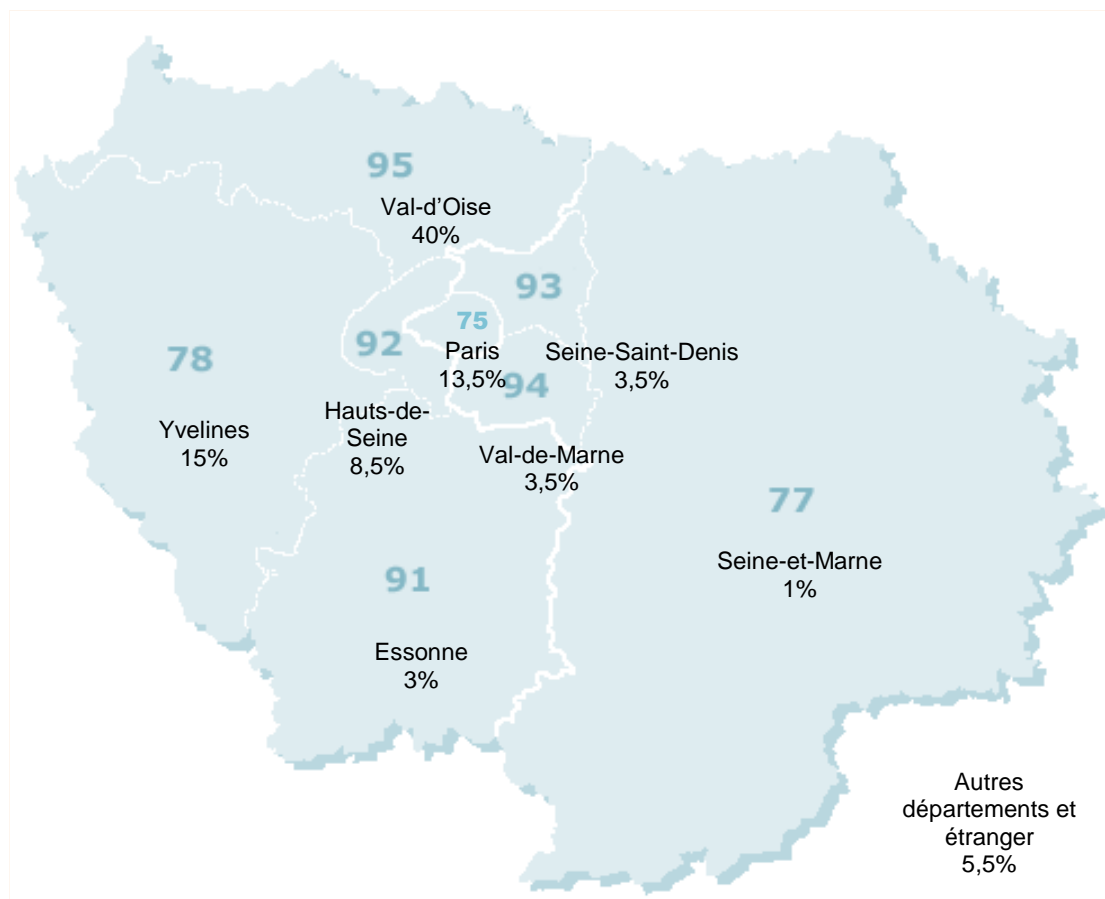 95
Val-d’Oise
40%
93
75
Paris
13,5%
92
Seine-Saint-Denis
3,5%
94
78
Yvelines
15%
Hauts-de-
Seine
8,5%
Val-de-Marne
3,5%
77
Seine-et-Marne
1%
91
Essonne
3%
Autres
départements et
étranger
5,5%